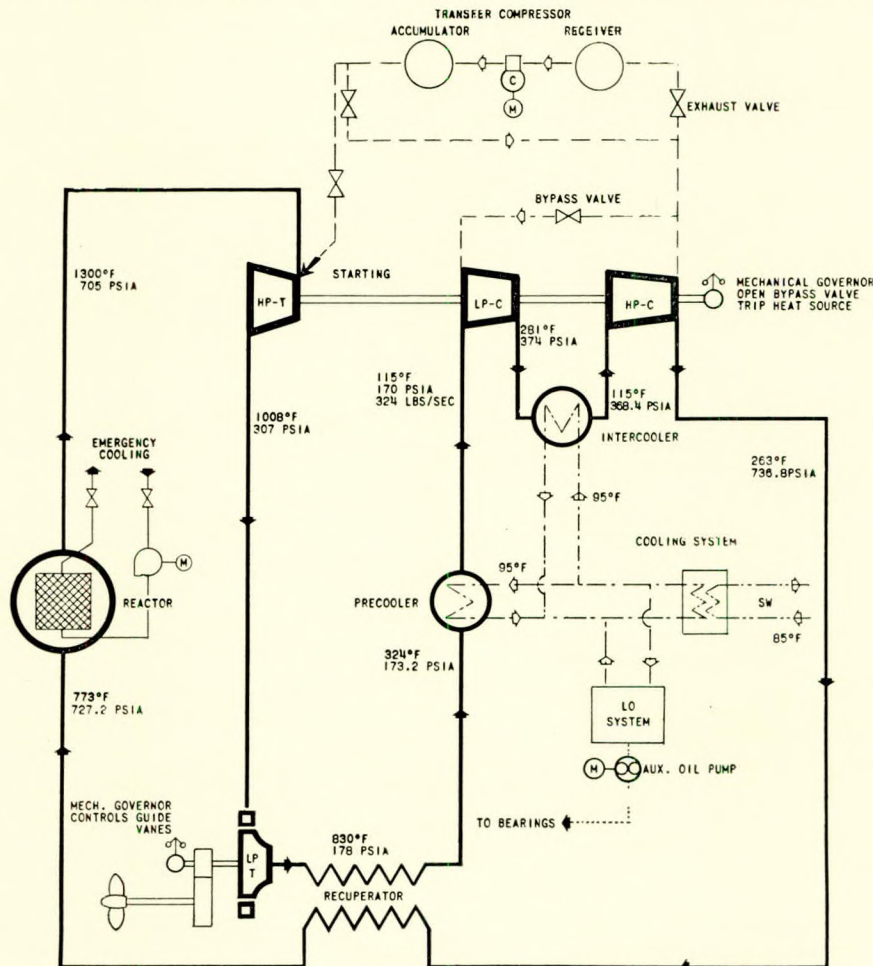 TRANSFER COMPRESSOR
ACCUMULATOR
RECEIVER
C
M
EXHAUST VALVE
BYPASS VALVE
1300°F
705 PSIA
STARTING
HP-T
LP-C
HP-C
MECHANICAL GOVERNOR
OPEN BYPASS VALVE
TRIP HEAT SOURCE
281°F
374 PSIA
115°F
170 PSIA
324 LBS/SEC
115°F
368.4 PSIA
1008°F
307 PSIA
INTERCOOLER
EMERGENCY
COOLING
263°F
736.8PSIA
95°F
COOLING SYSTEM
M
REACTOR
95°F
PRECOOLER
SW
85°F
324°F
173.2 PSIA
773°F
727.2 PSIA
LO
SYSTEM
M
AUX. OIL PUMP
MECH. GOVERNOR
CONTROLS GUIDE
VANES
TO BEARINGS
830°F
178 PSIA
LP
T
RECUPERATOR